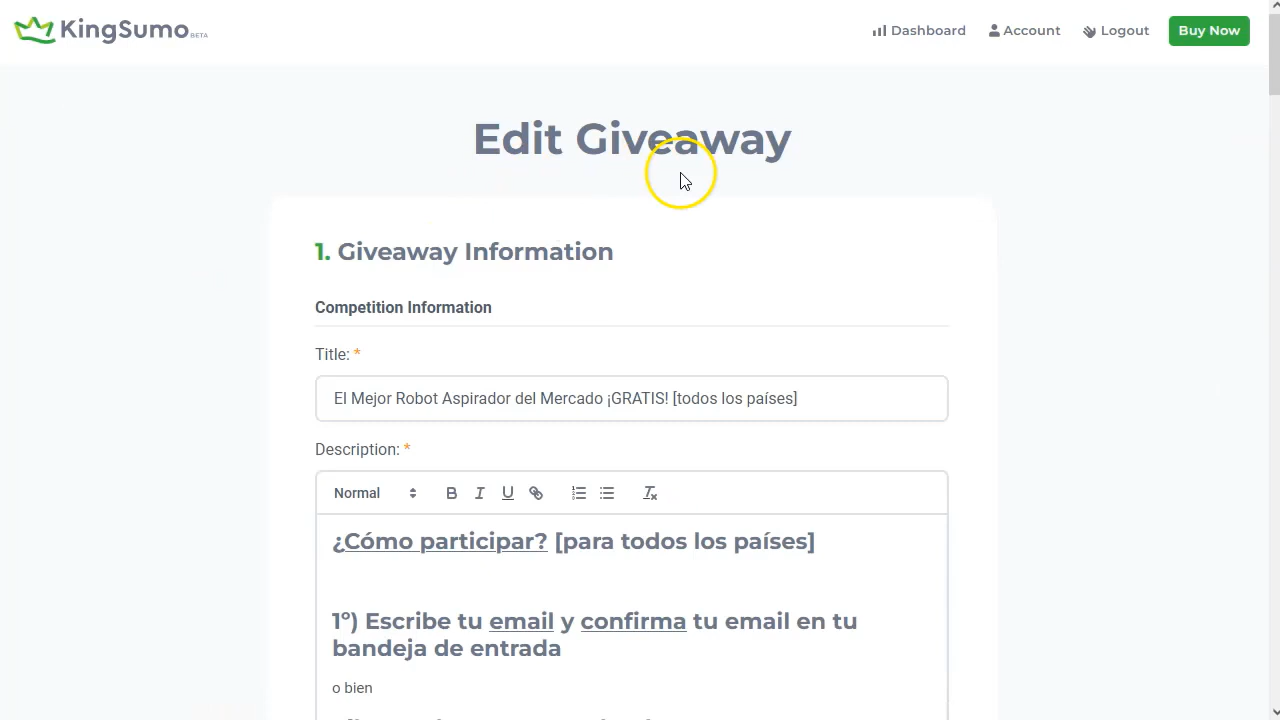 KingSumo BETA
Dashboard
Account
Logout
Buy Now
Edit Giveaway
1. Giveaway Information
Competition Information
Title: *
El Mejor Robot Aspirador del Mercado ¡GRATIS! [todos los países]
Description: *
Normal
¿Cómo participar? [para todos los países]
1º) Escribe tu email y confirma tu email en tu
bandeja de entrada
o bien